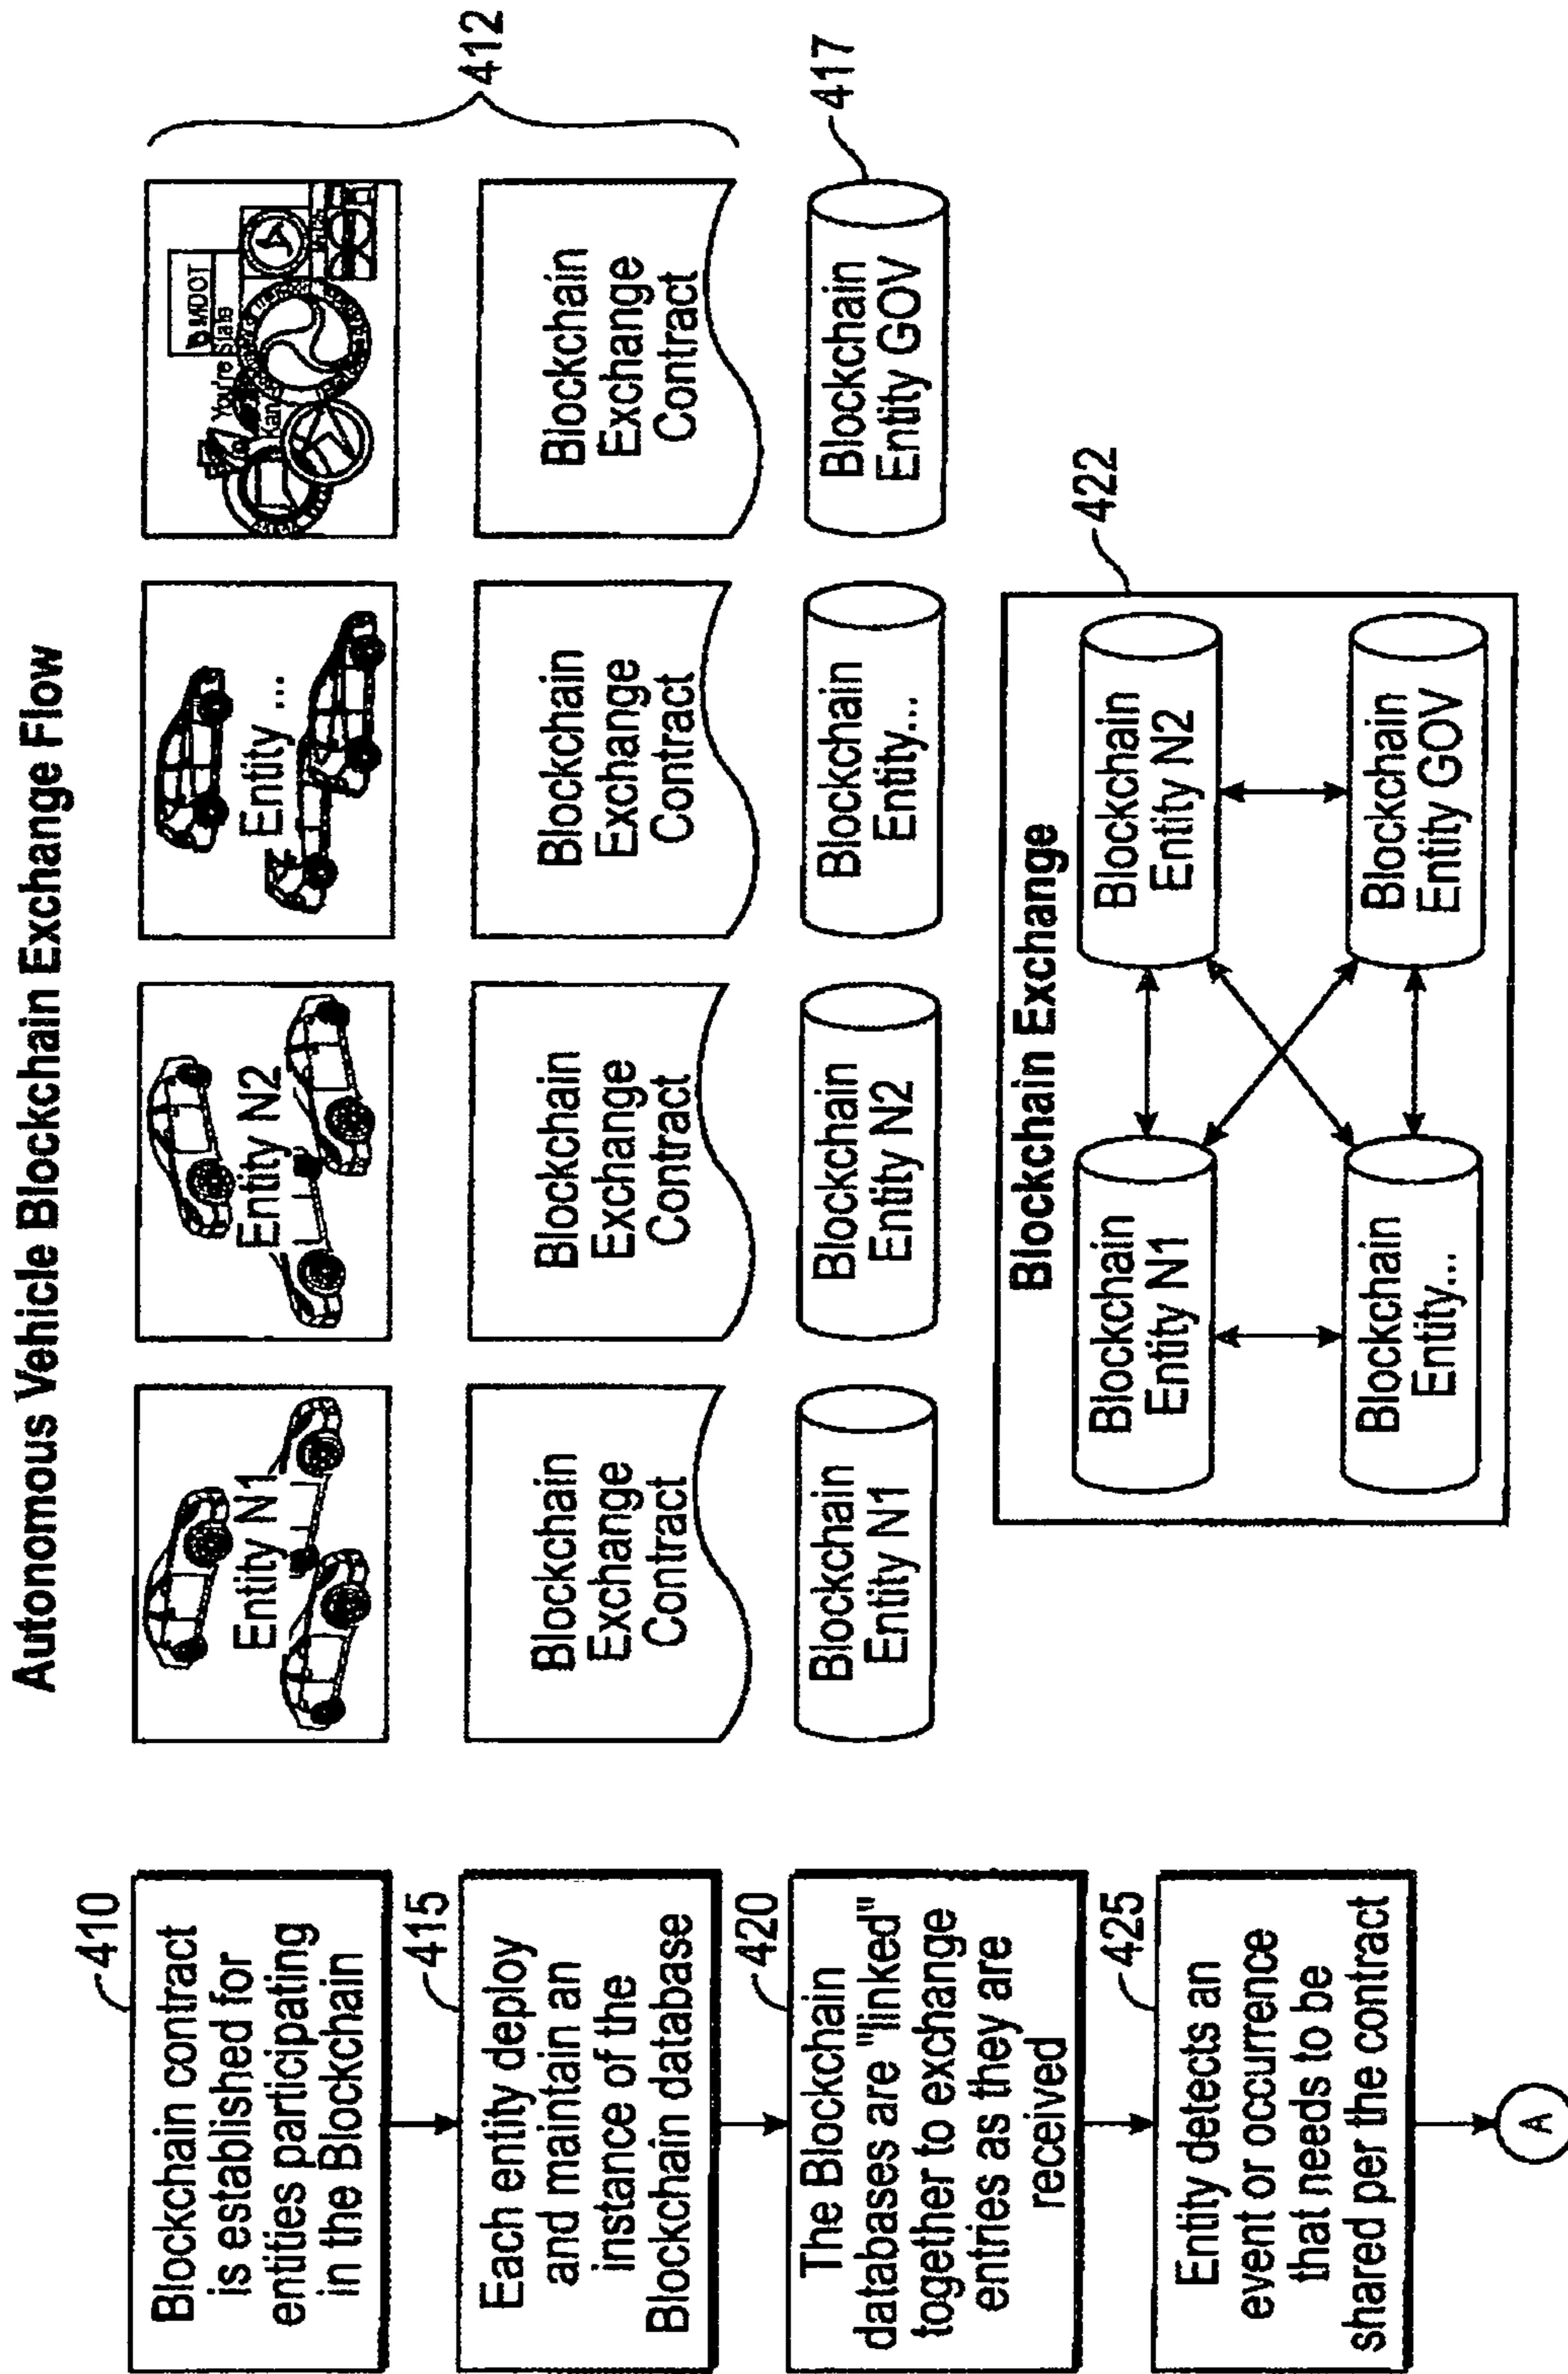 Autonomous Vehicle Blockchain Exchange Flow
410
Blockchain contract
is established for
entities participating
in the Blockchain
415
Each entity deploy
and maintain an
instance of the
Blockchain database
420
The Blockchain
databases are "linked"
together to exchange
entries as they are
received
425
Entity detects an
event or occurrence
that needs to be
shared per the contract
A
Entity N1
Entity N2
Entity ...
MDOT
You're
State
Kan
412
Blockchain
Exchange
Contract
Blockchain
Exchange
Contract
Blockchain
Exchange
Contract
Blockchain
Exchange
Contract
Blockchain
Entity N1
Blockchain
Entity N2
Blockchain
Entity...
Blockchain
Entity GOV
417
Blockchain Exchange
422
Blockchain
Entity N1
Blockchain
Entity N2
Blockchain
Entity...
Blockchain
Entity GOV